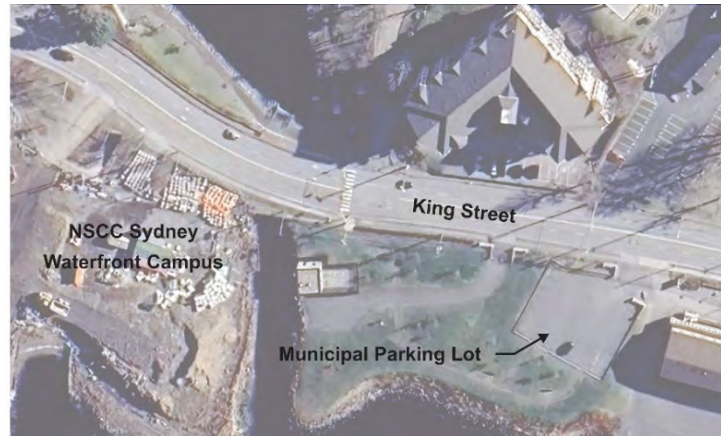 King Street
NSCC Sydney
Waterfront Campus
Municipal Parking Lot